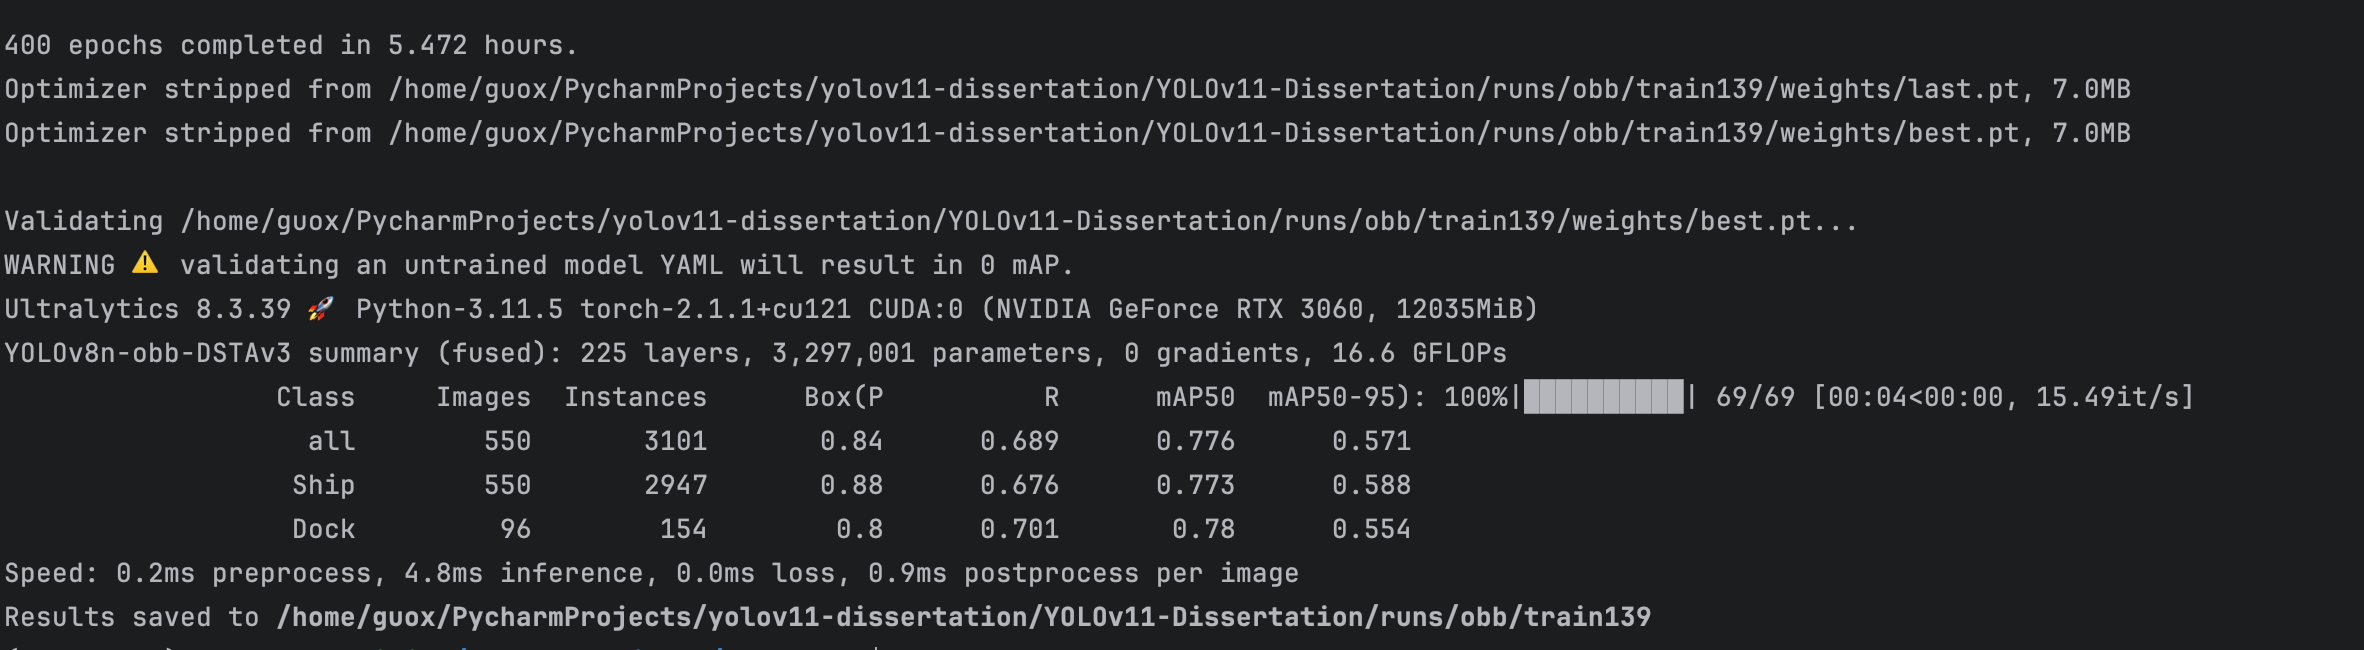 400 epochs completed in 5.472 hours.
Optimizer stripped from /home/guox/PycharmProjects/yolov11-dissertation/YOLOv11-Dissertation/runs/obb/train139/weights/last.pt, 7.0MB
Optimizer stripped from /home/guox/PycharmProjects/yolov11-dissertation/YOLOv11-Dissertation/runs/obb/train139/weights/best.pt, 7.0MB
Validating /home/guox/PycharmProjects/yolov11-dissertation/YOLOv11-Dissertation/runs/obb/train139/weights/best.pt...
WARNING ⚠️ validating an untrained model YAML will result in 0 mAP.
Ultralytics 8.3.39 🚀 Python-3.11.5 torch-2.1.1+cu121 CUDA:0 (NVIDIA GeForce RTX 3060, 12035MiB)
YOLOv8n-obb-DSTAv3 summary (fused): 225 layers, 3,297,001 parameters, 0 gradients, 16.6 GFLOPs
Class Images Instances Box(P R mAP50 mAP50-95): 100%|██████████| 69/69 [00:04<00:00, 15.49it/s]
all 550 3101 0.84 0.689 0.776 0.571
Ship 550 2947 0.88 0.676 0.773 0.588
Dock 96 154 0.8 0.701 0.78 0.554
Speed: 0.2ms preprocess, 4.8ms inference, 0.0ms loss, 0.9ms postprocess per image
Results saved to /home/guox/PycharmProjects/yolov11-dissertation/YOLOv11-Dissertation/runs/obb/train139